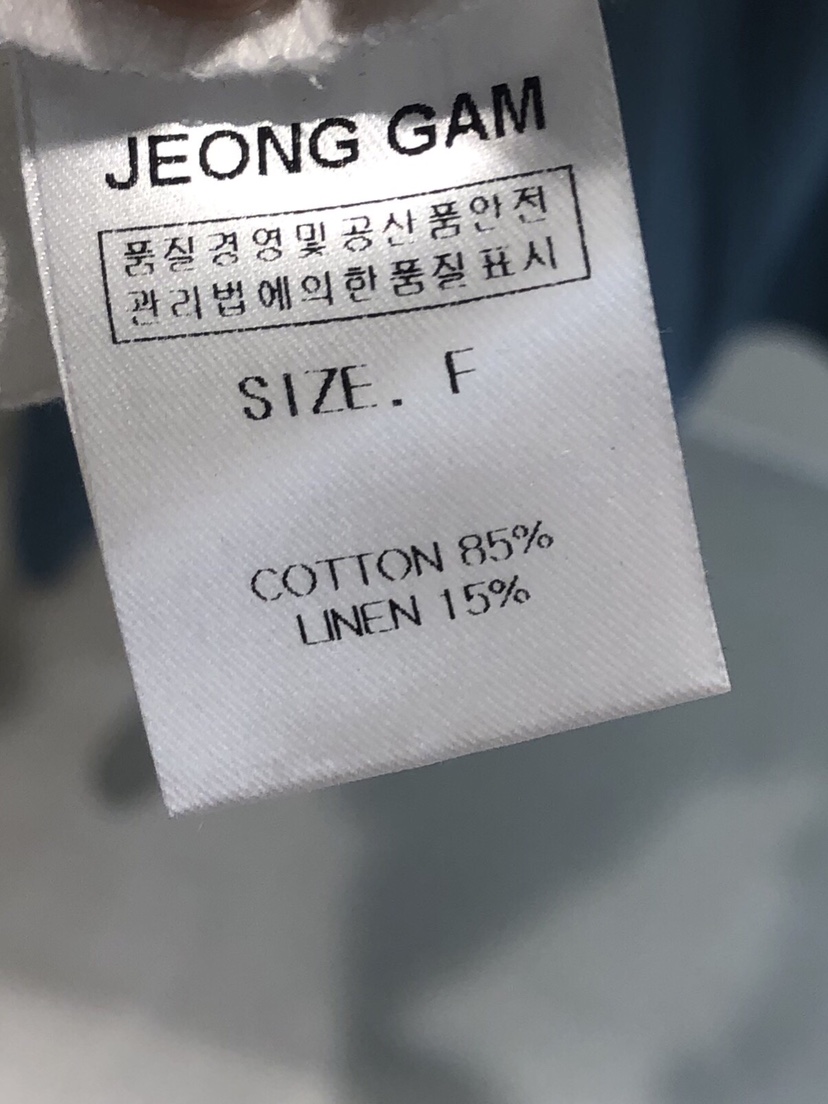 JEONG GAM
품질경영및공산품안전
관리법에의한품질표시
SIZE. F
COTTON 85%
LINEN 15%